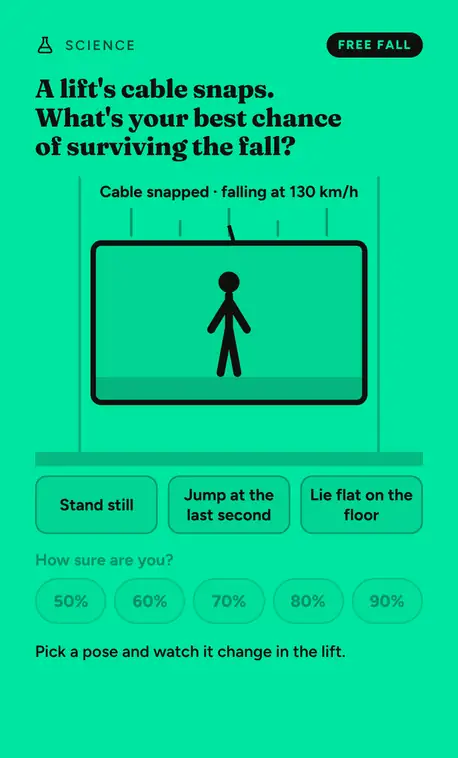 SCIENCE
FREE FALL
A lift's cable snaps.
What's your best chance
of surviving the fall?
Cable snapped · falling at 130 km/h
Stand still
Jump at the
last second
Lie flat on the
floor
How sure are you?
50%
60%
70%
80%
90%
Pick a pose and watch it change in the lift.